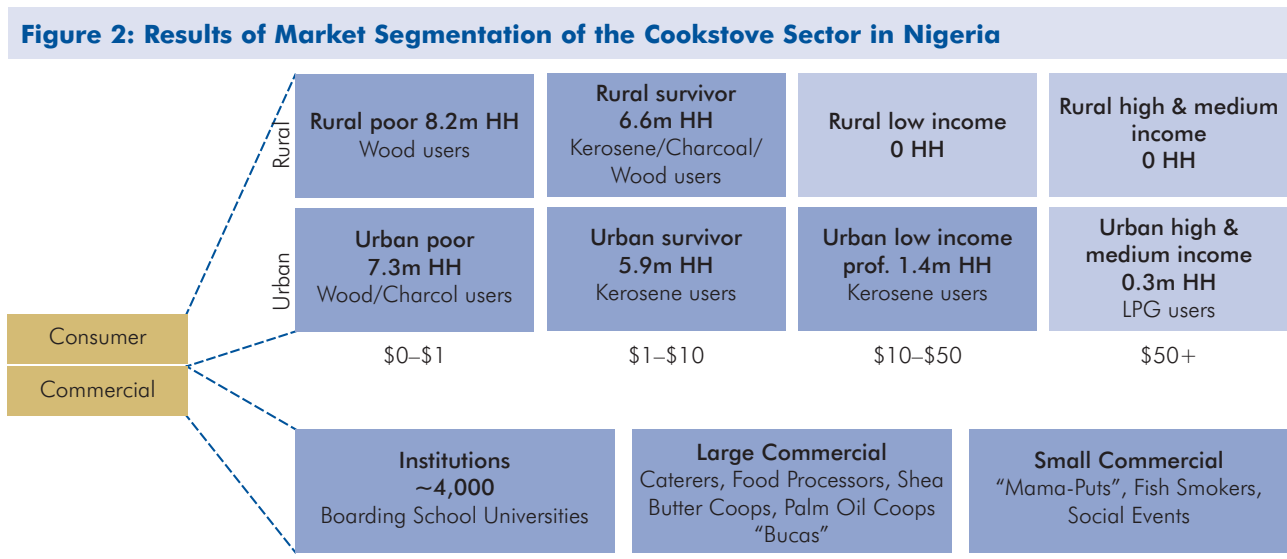 Figure 2: Results of Market Segmentation of the Cookstove Sector in Nigeria
Rural
Rural poor 8.2m HH
Wood users
Rural survivor
6.6m HH
Kerosene/Charcoal/
Wood users
Rural low income
0 HH
Rural high & medium
income
0 HH
Urban
Urban poor
7.3m HH
Wood/Charcol users
Urban survivor
5.9m HH
Kerosene users
Urban low income
prof. 1.4m HH
Kerosene users
Urban high &
medium income
0.3m HH
LPG users
Consumer
Commercial
$0–$1
$1–$10
$10–$50
$50+
Institutions
~4,000
Boarding School Universities
Large Commercial
Caterers, Food Processors, Shea
Butter Coops, Palm Oil Coops
“Bucas”
Small Commercial
“Mama-Puts”, Fish Smokers,
Social Events